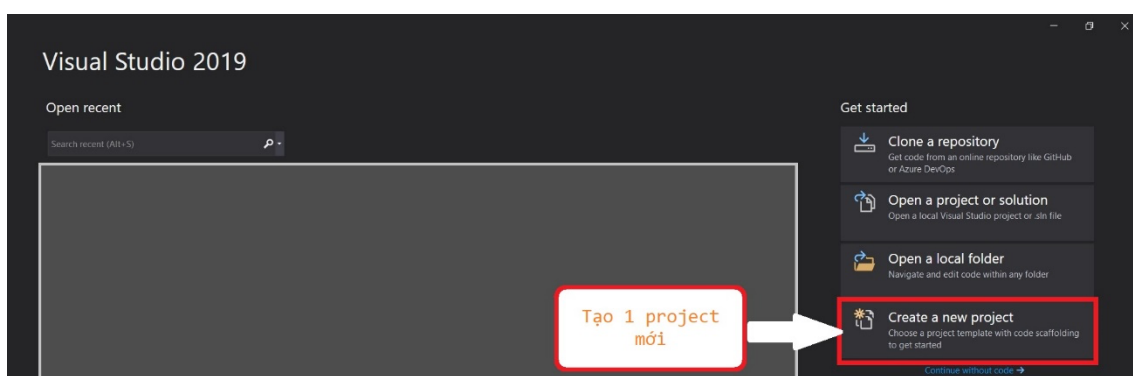 Visual Studio 2019
Open recent
Search recent (Alt+S)
Get started
Clone a repository
Get code from an online repository like GitHub
or Azure DevOps
Open a project or solution
Open a local Visual Studio project or .sln file
Open a local folder
Navigate and edit code within any folder
Tạo 1 project
mới
Create a new project
Choose a project template with code scaffolding
to get started
Continue without code →